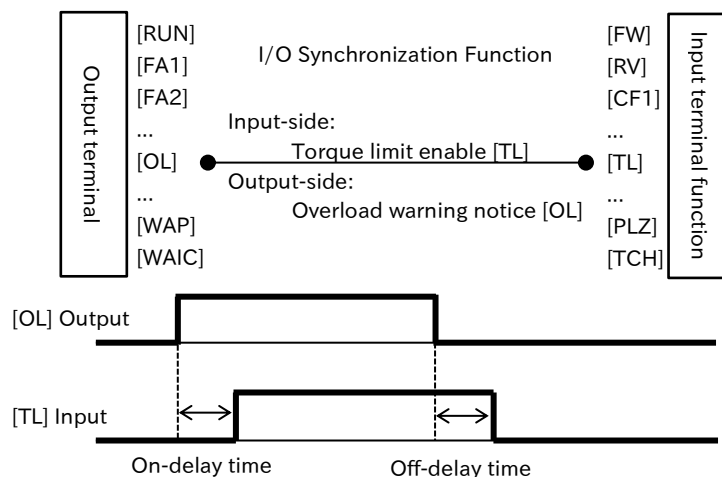 Output terminal
[RUN]
[FA1]
[FA2]
...
[OL]
...
[WAP]
[WAIC]
I/O Synchronization Function
Input-side:
Torque limit enable [TL]
Output-side:
Overload warning notice [OL]
[FW]
[RV]
[CF1]
...
[TL]
...
[PLZ]
[TCH]
Input terminal function
[OL] Output
[TL] Input
On-delay time
Off-delay time